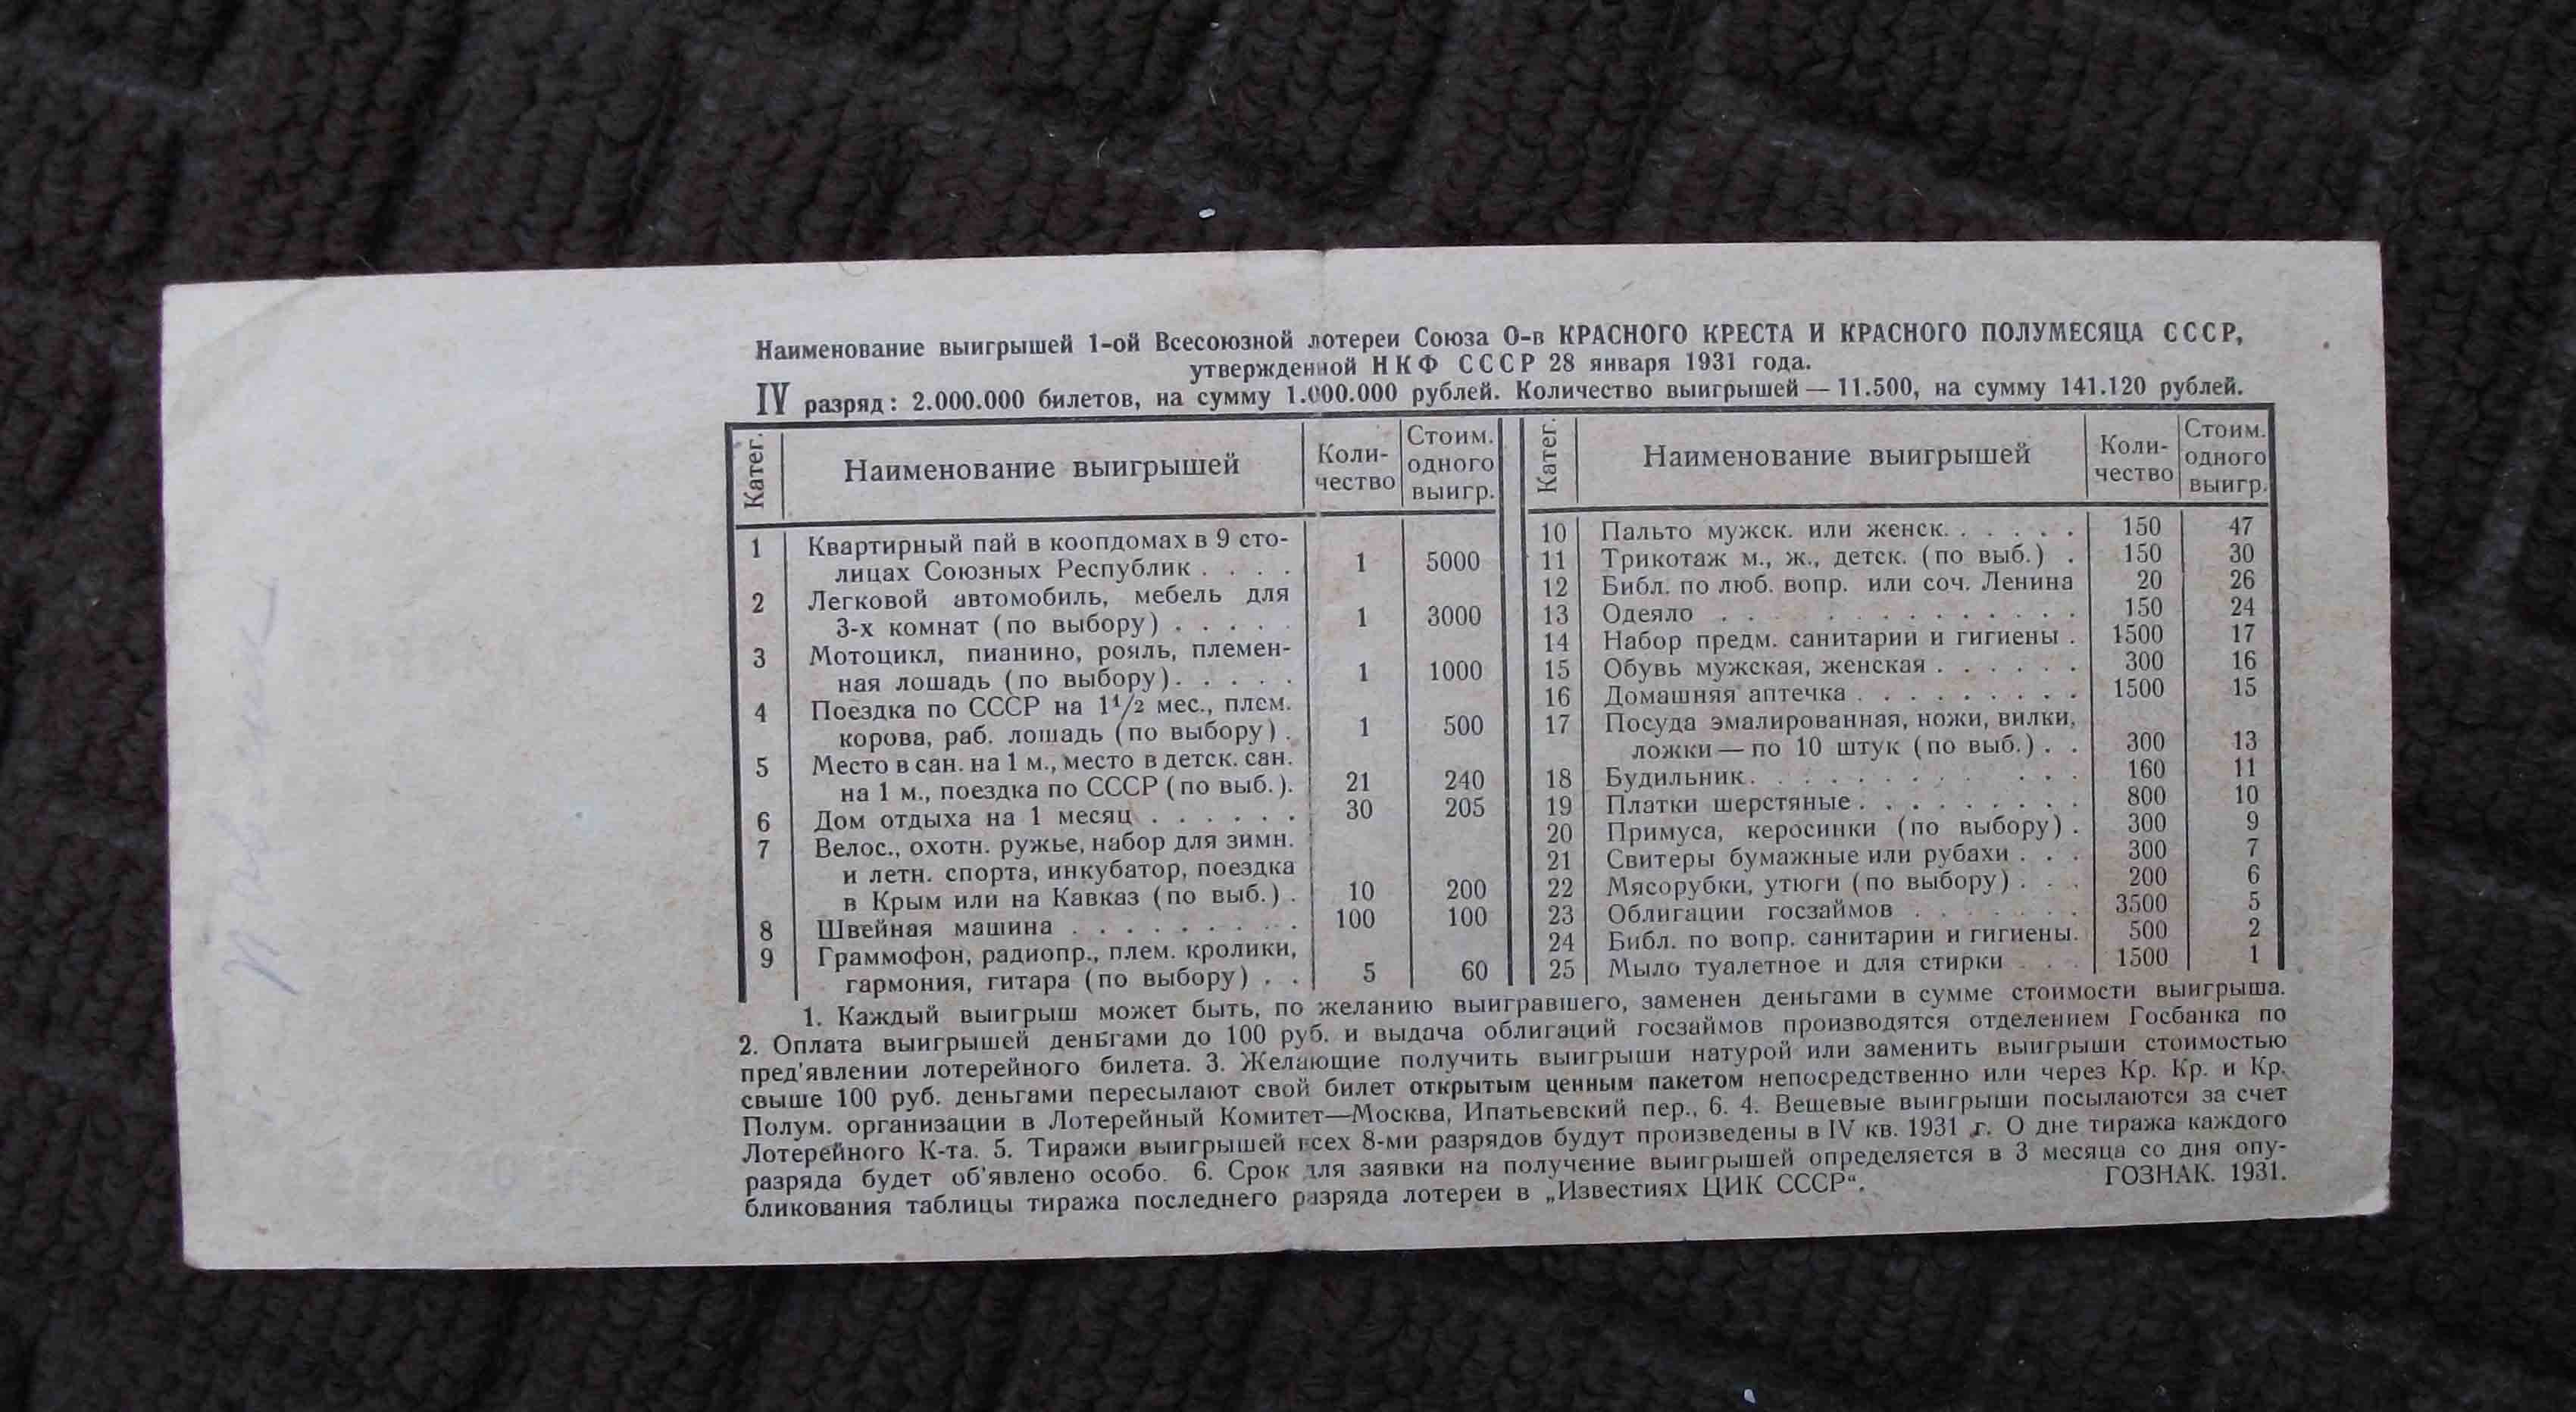 Наименование выигрышей 1-ой Всесоюзной лотереи Союза О-в КРАСНОГО КРЕСТА И КРАСНОГО ПОЛУМЕСЯЦА СССР,
утвержденной НКФ СССР 28 января 1931 года.
IV разряд: 2.000.000 билетов, на сумму 1.000.000 рублей. Количество выигрышей — 11.500, на сумму 141.120 рублей.
Катег.
Наименование выигрышей
Коли-
чество
Стоим.
одного
выигр.
1 Квартирный пай в коопдомах в 9 сто-
лицах Союзных Республик . . . . 1 5000
2 Легковой автомобиль, мебель для
3-х комнат (по выбору) . . . . . 1 3000
3 Мотоцикл, пианино, рояль, племен-
ная лошадь (по выбору) . . . . . 1 1000
4 Поездка по СССР на 1 1/2 мес., плем.
корова, раб. лошадь (по выбору) . 1 500
5 Место в сан. на 1 м., место в детск. сан.
на 1 м., поездка по СССР (по выб.). 21 240
6 Дом отдыха на 1 месяц . . . . . . 30 205
7 Велос., охотн. ружье, набор для зимн.
и летн. спорта, инкубатор, поездка
в Крым или на Кавказ (по выб.) . 10 200
8 Швейная машина . . . . . . . . . 100 100
9 Граммофон, радиопр., плем. кролики,
гармония, гитара (по выбору) . . 5 60
Катег.
Наименование выигрышей
Коли-
чество
Стоим.
одного
выигр.
10 Пальто мужск. или женск. . . . . . 150 47
11 Трикотаж м., ж., детск. (по выб.) . 150 30
12 Библ. по люб. вопр. или соч. Ленина 20 26
13 Одеяло . . . . . . . . . . . . . 150 24
14 Набор предм. санитарии и гигиены . 1500 17
15 Обувь мужская, женская . . . . . . 300 16
16 Домашняя аптечка . . . . . . . . . 1500 15
17 Посуда эмалированная, ножи, вилки,
ложки — по 10 штук (по выб.) . . 300 13
18 Будильник. . . . . . . . . . . . 160 11
19 Платки шерстяные . . . . . . . . . 800 10
20 Примуса, керосинки (по выбору) . 300 9
21 Свитеры бумажные или рубахи . . . 300 7
22 Мясорубки, утюги (по выбору) . . . 200 6
23 Облигации госзаймов . . . . . . . 3500 5
24 Библ. по вопр. санитарии и гигиены. 500 2
25 Мыло туалетное и для стирки . . . 1500 1
1. Каждый выигрыш может быть, по желанию выигравшего, заменен деньгами в сумме стоимости выигрыша.
2. Оплата выигрышей деньгами до 100 руб. и выдача облигаций госзаймов производятся отделением Госбанка по
пред'явлении лотерейного билета. 3. Желающие получить выигрыши натурой или заменить выигрыши стоимостью
свыше 100 руб. деньгами пересылают свой билет открытым ценным пакетом непосредственно или через Кр. Кр. и Кр.
Полум. организации в Лотерейный Комитет—Москва, Ипатьевский пер., 6. 4. Вещевые выигрыши посылаются за счет
Лотерейного К-та. 5. Тиражи выигрышей всех 8-ми разрядов будут произведены в IV кв. 1931 г. О дне тиража каждого
разряда будет об'явлено особо. 6. Срок для заявки на получение выигрышей определяется в 3 месяца со дня опу-
бликования таблицы тиража последнего разряда лотереи в „Известиях ЦИК СССР“.
ГОЗНАК. 1931.